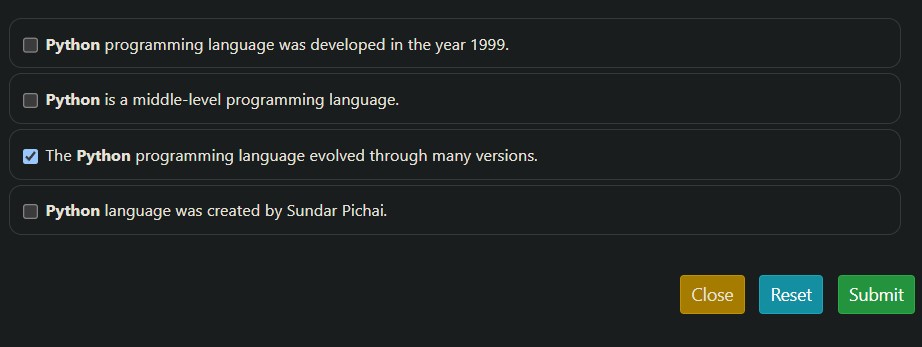 Python programming language was developed in the year 1999.
Python is a middle-level programming language.
The Python programming language evolved through many versions.
Python language was created by Sundar Pichai.
Close Reset Submit